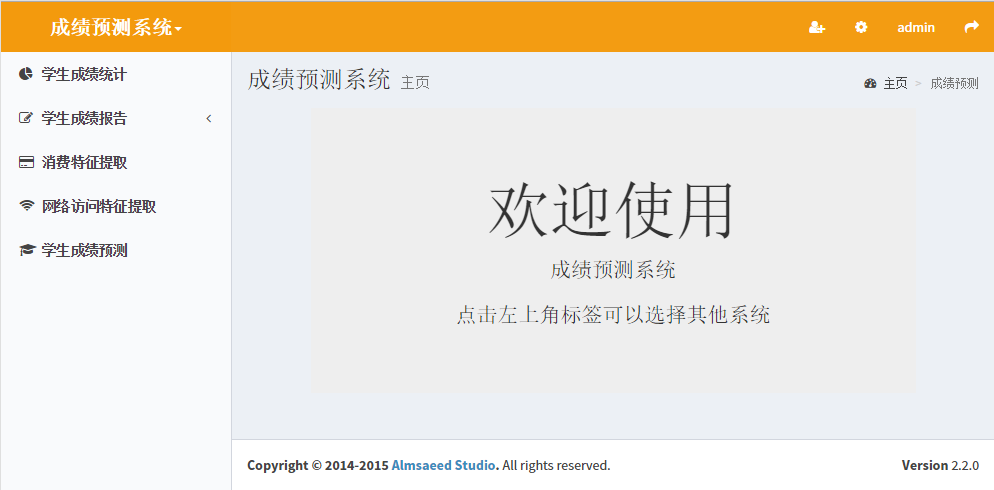 成绩预测系统
admin
学生成绩统计
学生成绩报告
消费特征提取
网络访问特征提取
学生成绩预测
成绩预测系统 主页
主页 > 成绩预测
欢迎使用
成绩预测系统
点击左上角标签可以选择其他系统
Copyright © 2014-2015 Almsaeed Studio. All rights reserved.
Version 2.2.0